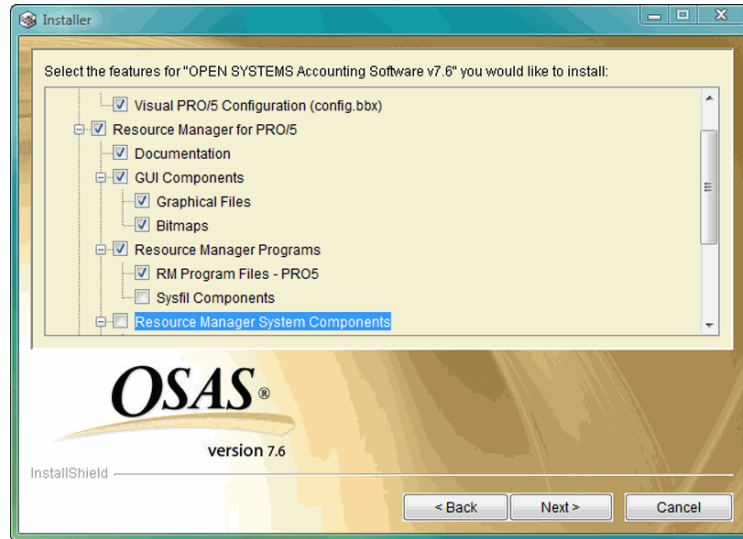 Installer
Select the features for "OPEN SYSTEMS Accounting Software v7.6" you would like to install:
Visual PRO/5 Configuration (config.bbx)
Resource Manager for PRO/5
Documentation
GUI Components
Graphical Files
Bitmaps
Resource Manager Programs
RM Program Files - PRO5
Sysfil Components
Resource Manager System Components
OSAS®
version 7.6
InstallShield
< Back Next > Cancel